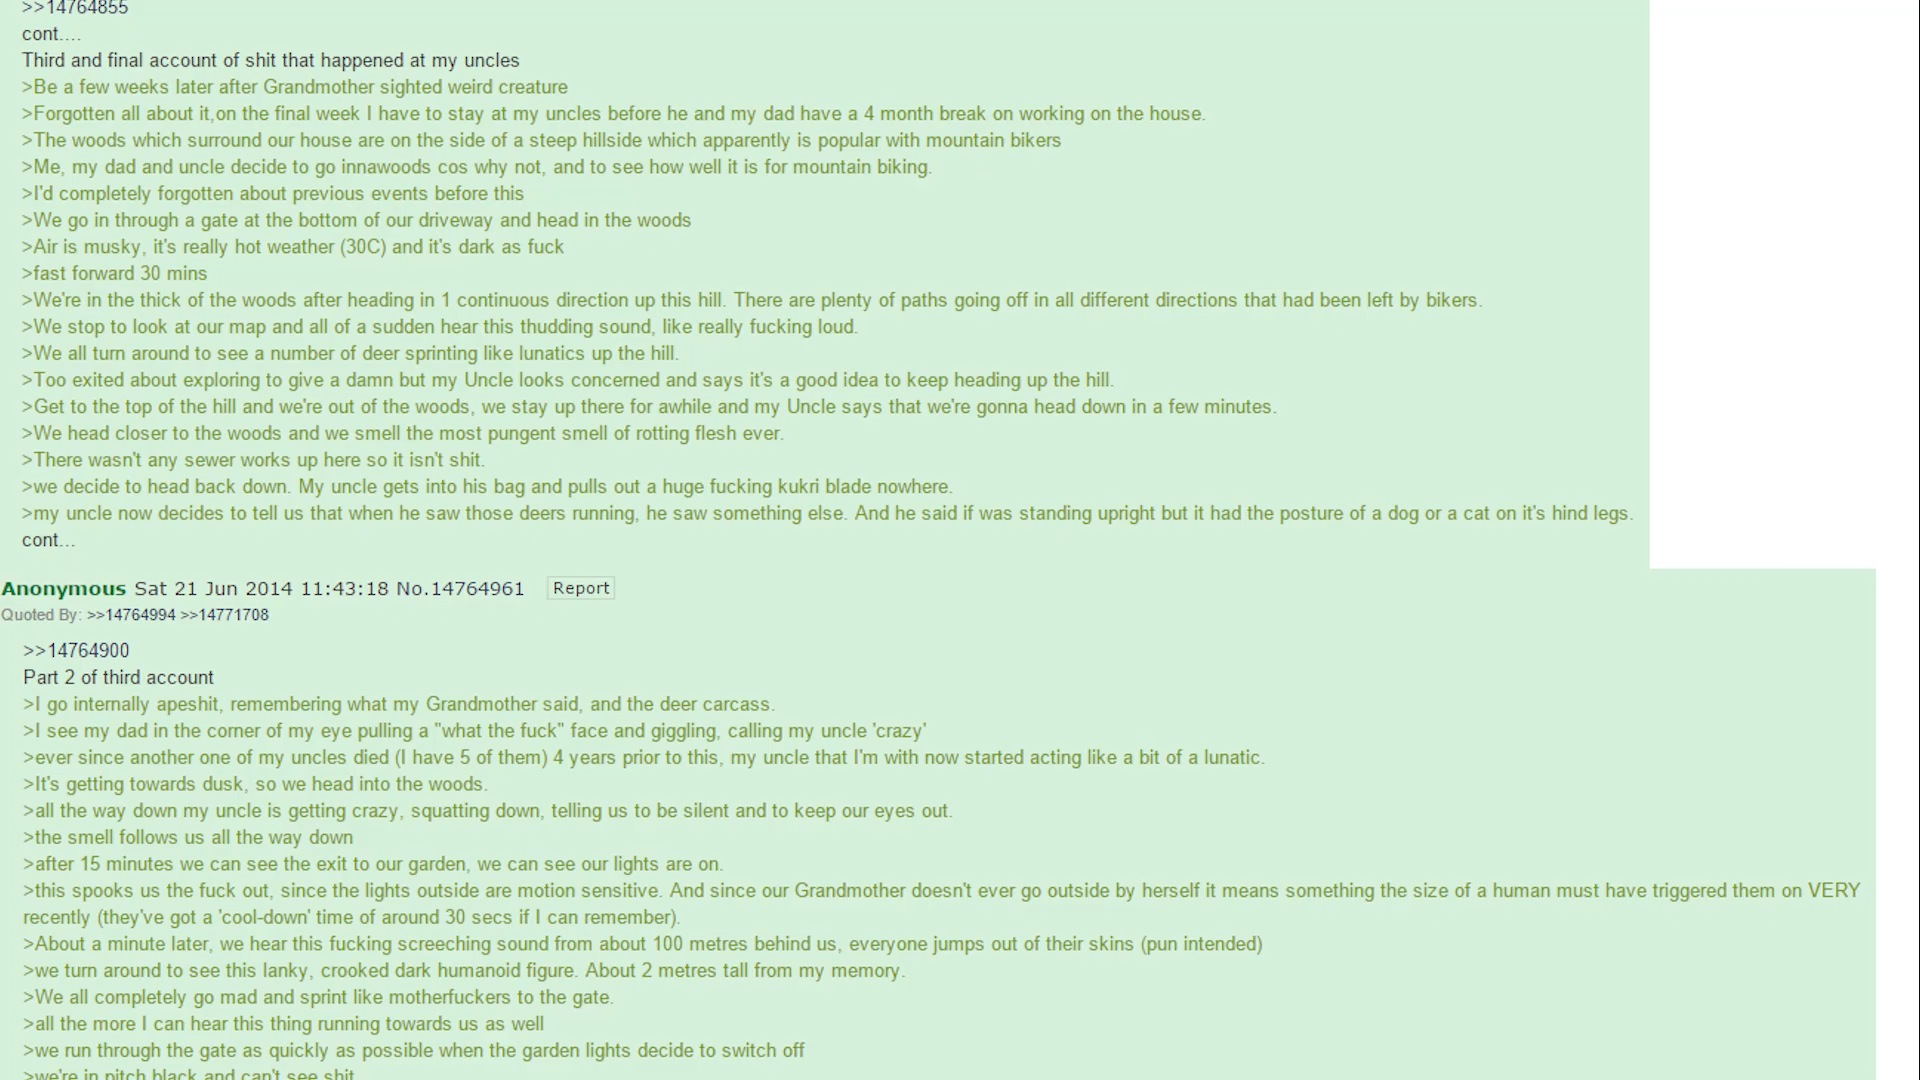 >>14764855
cont....
Third and final account of shit that happened at my uncles
>Be a few weeks later after Grandmother sighted weird creature
>Forgotten all about it,on the final week I have to stay at my uncles before he and my dad have a 4 month break on working on the house.
>The woods which surround our house are on the side of a steep hillside which apparently is popular with mountain bikers
>Me, my dad and uncle decide to go innawoods cos why not, and to see how well it is for mountain biking.
>I'd completely forgotten about previous events before this
>We go in through a gate at the bottom of our driveway and head in the woods
>Air is musky, it's really hot weather (30C) and it's dark as fuck
>fast forward 30 mins
>We're in the thick of the woods after heading in 1 continuous direction up this hill. There are plenty of paths going off in all different directions that had been left by bikers.
>We stop to look at our map and all of a sudden hear this thudding sound, like really fucking loud.
>We all turn around to see a number of deer sprinting like lunatics up the hill.
>Too exited about exploring to give a damn but my Uncle looks concerned and says it's a good idea to keep heading up the hill.
>Get to the top of the hill and we're out of the woods, we stay up there for awhile and my Uncle says that we're gonna head down in a few minutes.
>We head closer to the woods and we smell the most pungent smell of rotting flesh ever.
>There wasn't any sewer works up here so it isn't shit.
>we decide to head back down. My uncle gets into his bag and pulls out a huge fucking kukri blade nowhere.
>my uncle now decides to tell us that when he saw those deers running, he saw something else. And he said if was standing upright but it had the posture of a dog or a cat on it's hind legs.
cont...
Anonymous Sat 21 Jun 2014 11:43:18 No.14764961 Report
Quoted By: >>14764994 >>14771708
>>14764900
Part 2 of third account
>I go internally apeshit, remembering what my Grandmother said, and the deer carcass.
>I see my dad in the corner of my eye pulling a "what the fuck" face and giggling, calling my uncle 'crazy'
>ever since another one of my uncles died (I have 5 of them) 4 years prior to this, my uncle that I'm with now started acting like a bit of a lunatic.
>It's getting towards dusk, so we head into the woods.
>all the way down my uncle is getting crazy, squatting down, telling us to be silent and to keep our eyes out.
>the smell follows us all the way down
>after 15 minutes we can see the exit to our garden, we can see our lights are on.
>this spooks us the fuck out, since the lights outside are motion sensitive. And since our Grandmother doesn't ever go outside by herself it means something the size of a human must have triggered them on VERY
recently (they've got a 'cool-down' time of around 30 secs if I can remember).
>About a minute later, we hear this fucking screeching sound from about 100 metres behind us, everyone jumps out of their skins (pun intended)
>we turn around to see this lanky, crooked dark humanoid figure. About 2 metres tall from my memory.
>We all completely go mad and sprint like motherfuckers to the gate.
>all the more I can hear this thing running towards us as well
>we run through the gate as quickly as possible when the garden lights decide to switch off
>we're in pitch black and can't see shit